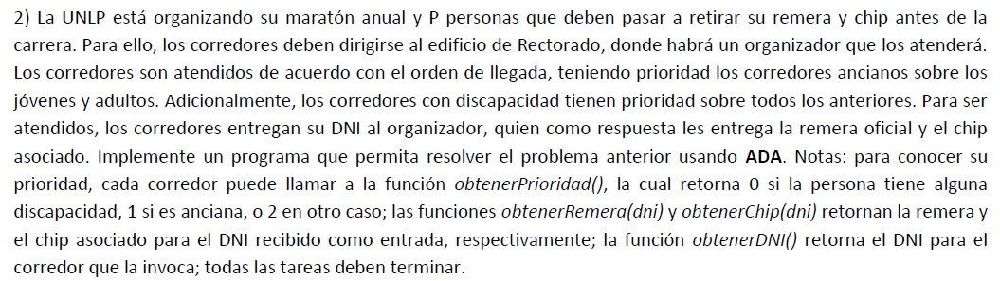 2) La UNLP está organizando su maratón anual y P personas que deben pasar a retirar su remera y chip antes de la
carrera. Para ello, los corredores deben dirigirse al edificio de Rectorado, donde habrá un organizador que los atenderá.
Los corredores son atendidos de acuerdo con el orden de llegada, teniendo prioridad los corredores ancianos sobre los
jóvenes y adultos. Adicionalmente, los corredores con discapacidad tienen prioridad sobre todos los anteriores. Para ser
atendidos, los corredores entregan su DNI al organizador, quien como respuesta les entrega la remera oficial y el chip
asociado. Implemente un programa que permita resolver el problema anterior usando ADA. Notas: para conocer su
prioridad, cada corredor puede llamar a la función obtenerPrioridad(), la cual retorna 0 si la persona tiene alguna
discapacidad, 1 si es anciana, o 2 en otro caso; las funciones obtenerRemera(dni) y obtenerChip(dni) retornan la remera y
el chip asociado para el DNI recibido como entrada, respectivamente; la función obtenerDNI() retorna el DNI para el
corredor que la invoca; todas las tareas deben terminar.